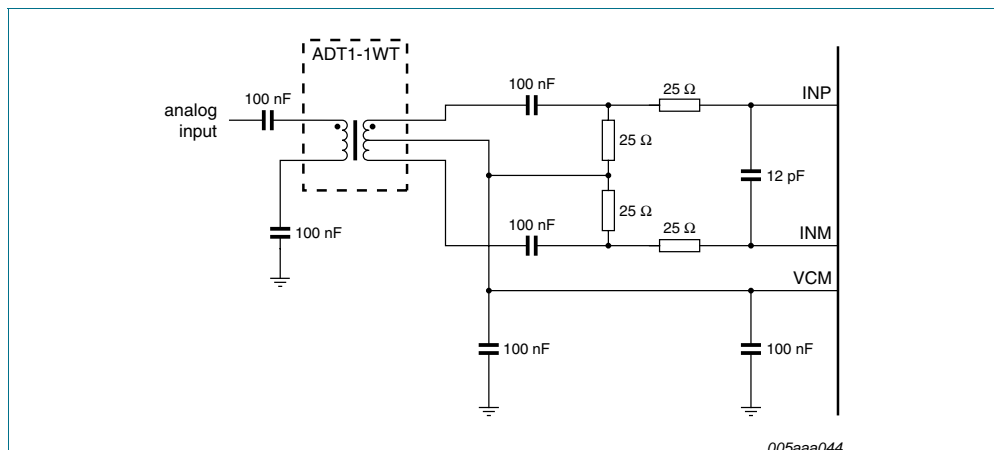 ADT1-1WT
100 nF
analog
input
100 nF
25 Ω
INP
25 Ω
12 pF
25 Ω
100 nF
100 nF
25 Ω
INM
VCM
100 nF
100 nF
005aaa044